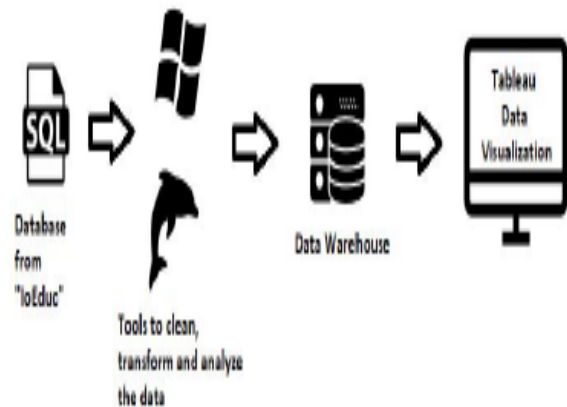 SQL
Database
from
"IoEduc"
Tools to clean,
transform and analyze
the data
Data Warehouse
Tableau
Data
Visualization